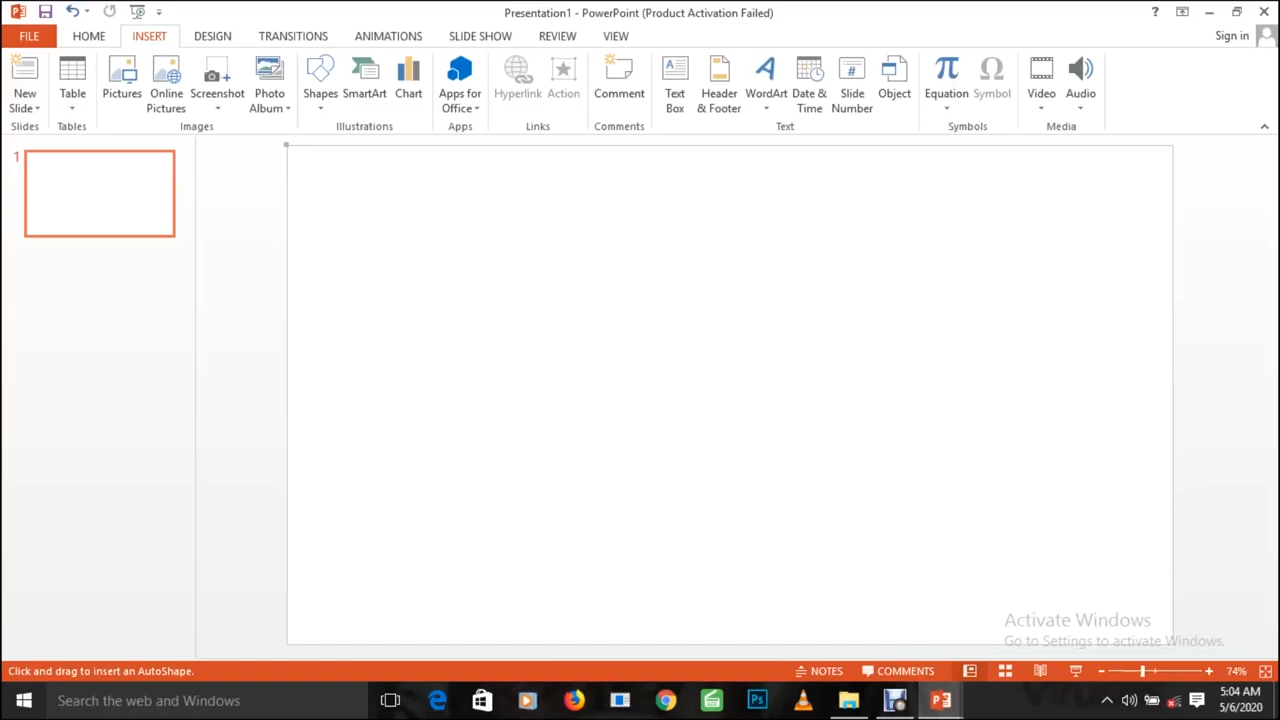 Presentation1 - PowerPoint (Product Activation Failed)
?
FILE HOME INSERT DESIGN TRANSITIONS ANIMATIONS SLIDE SHOW REVIEW VIEW Sign in
New Slide
Table
Pictures
Online Pictures
Screenshot
Photo Album
Shapes
SmartArt
Chart
Apps for Office
Hyperlink
Action
Comment
Text Box
Header & Footer
WordArt
Date & Time
Slide Number
Object
Equation
Symbol
Video
Audio
Slides Tables Images Illustrations Apps Links Comments Text Symbols Media
1
Activate Windows
Go to Settings to activate Windows.
Click and drag to insert an AutoShape. NOTES COMMENTS 74%
Search the web and Windows
Ps
5:04 AM
5/6/2020